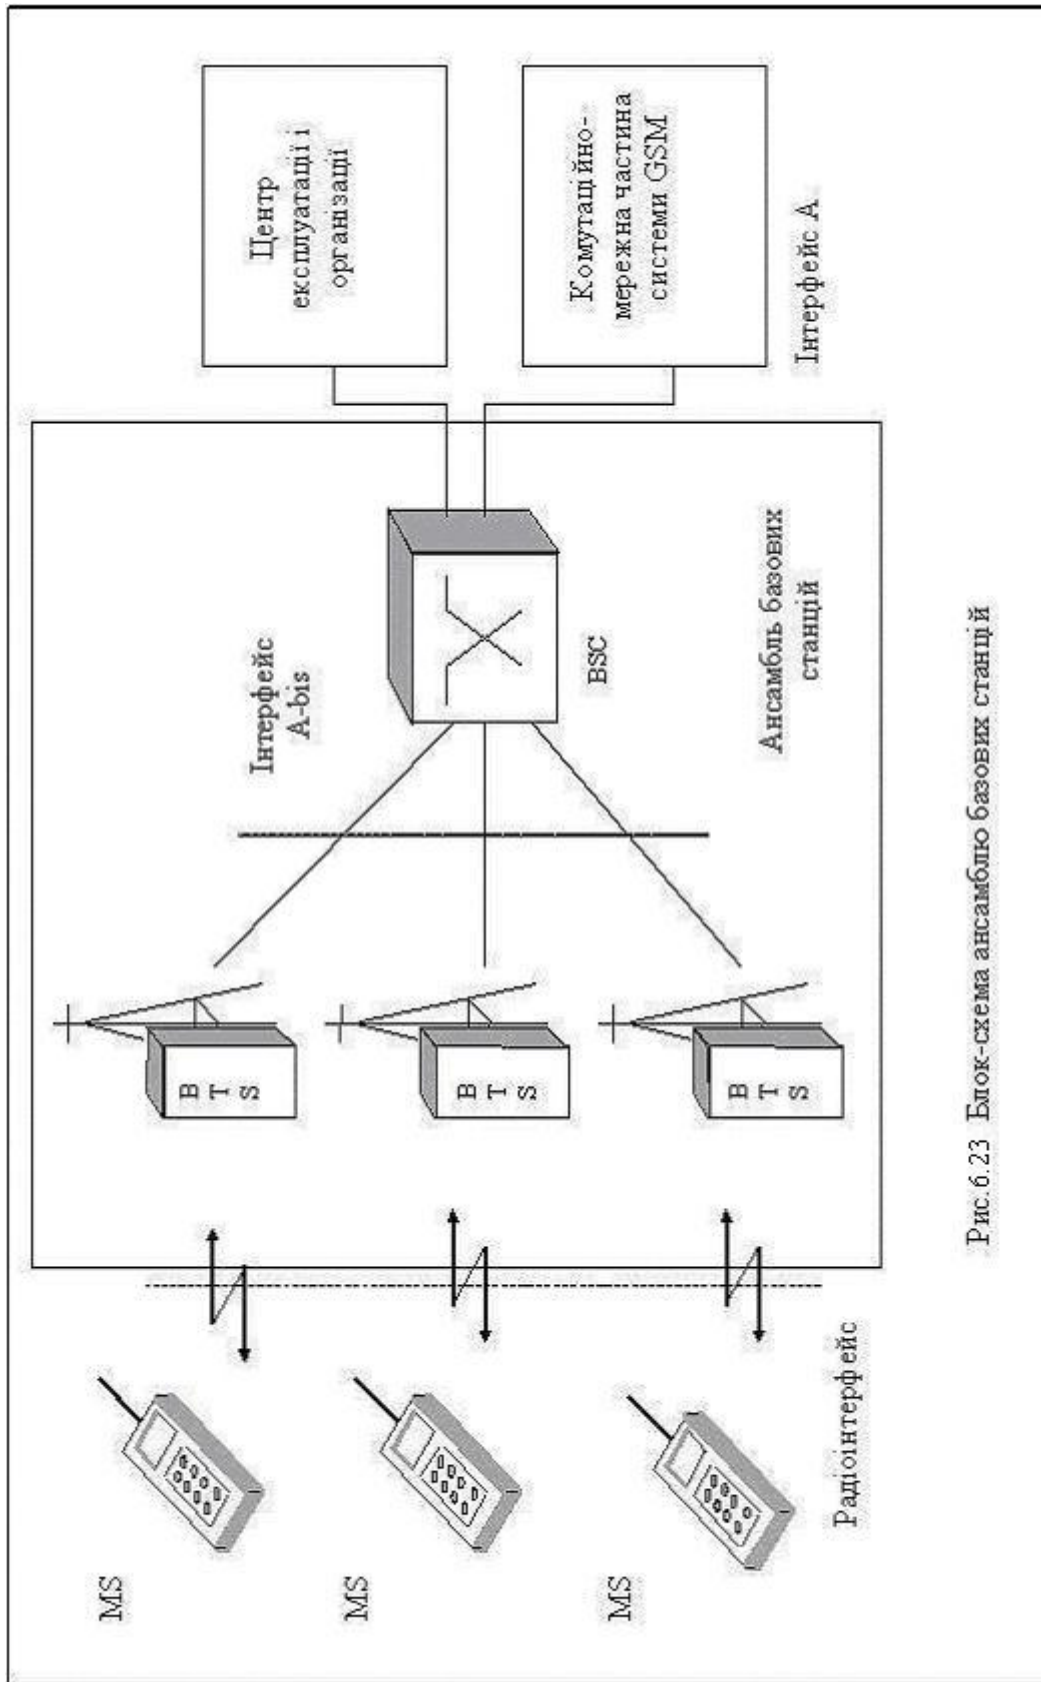 MS
MS
MS
Радіоінтерфейс
B
T
S
B
T
S
B
T
S
Інтерфейс
A-bis
BSC
Ансамбль базових
станцій
Центр
експлуатації і
організації
Комутаційно-
мережна частина
системи GSM
Інтерфейс А
Рис.6.23 Блок-схема ансамблю базових станцій